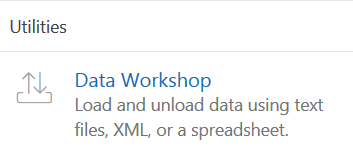 Utilities
Data Workshop
Load and unload data using text
files, XML, or a spreadsheet.